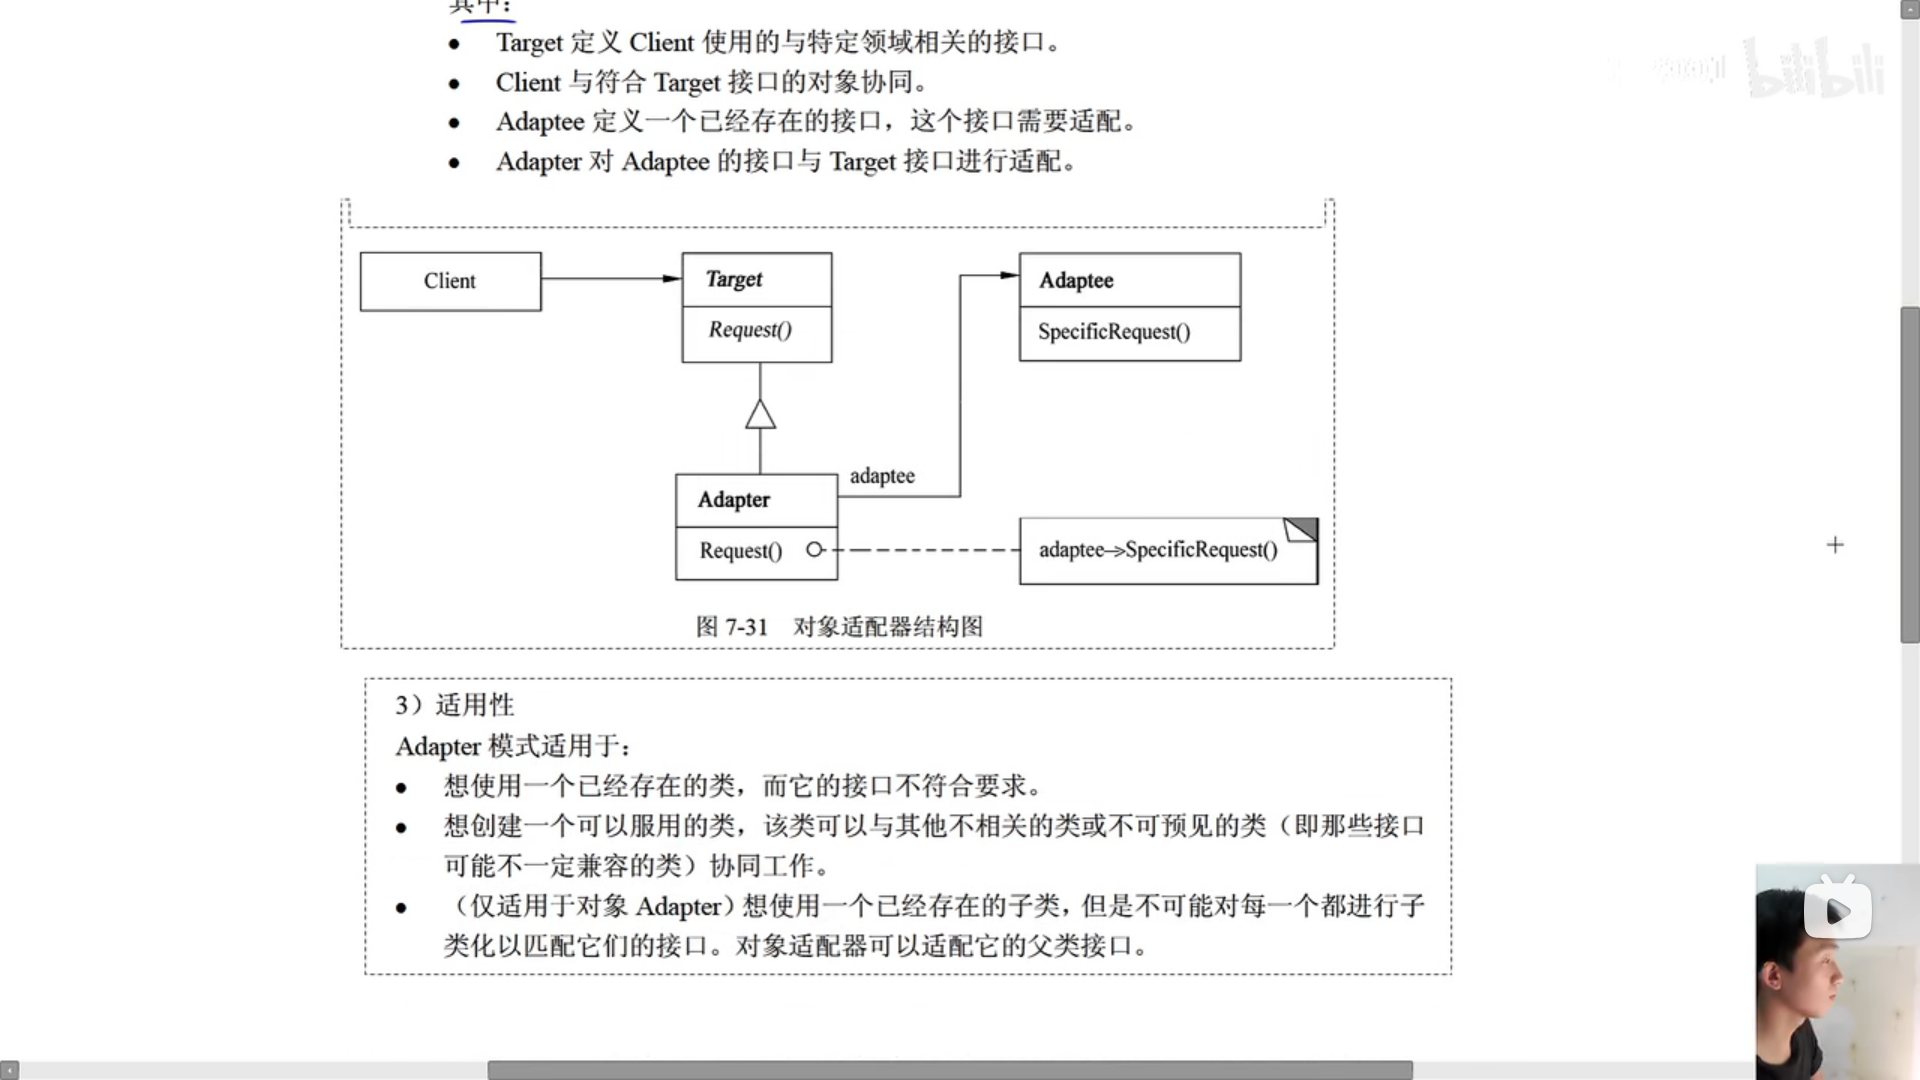 其中：
Target 定义 Client 使用的与特定领域相关的接口。
Client 与符合 Target 接口的对象协同。
Adaptee 定义一个已经存在的接口，这个接口需要适配。
Adapter 对 Adaptee 的接口与 Target 接口进行适配。
bilibili
Client
Target
Request()
Adaptee
SpecificRequest()
adaptee
Adapter
Request()
adaptee->SpecificRequest()
图 7-31 对象适配器结构图
3）适用性
Adapter 模式适用于：
想使用一个已经存在的类，而它的接口不符合要求。
想创建一个可以服用的类，该类可以与其他不相关的类或不可预见的类（即那些接口
可能不一定兼容的类）协同工作。
（仅适用于对象 Adapter）想使用一个已经存在的子类，但是不可能对每一个都进行子
类化以匹配它们的接口。对象适配器可以适配它的父类接口。